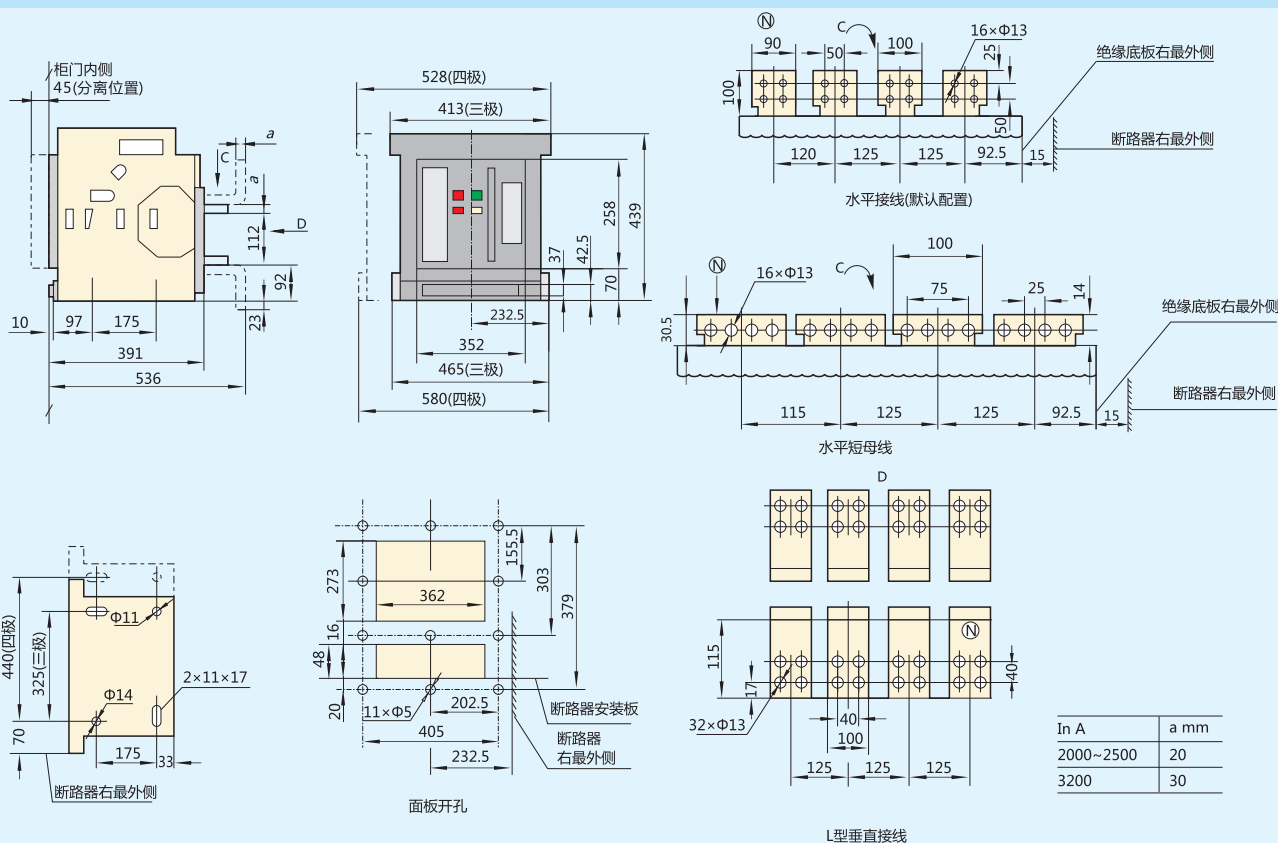 柜门内侧
45(分离位置)
a
C
a
112
D
92
23
10
97
175
391
536
528(四极)
413(三极)
258
439
37
42.5
70
232.5
352
465(三极)
580(四极)
N
C
16×Φ13
90
50
100
25
100
50
绝缘底板右最外侧
断路器右最外侧
120
125
125
92.5
15
水平接线(默认配置)
N
C
16×Φ13
100
75
25
14
30.5
绝缘底板右最外侧
断路器右最外侧
115
125
125
92.5
15
水平短母线
440(四极)
325(三极)
Φ11
Φ14
2×11×17
70
175
33
断路器右最外侧
273
362
155.5
303
379
16
48
20
11×Φ5
202.5
405
232.5
断路器安装板
断路器
右最外侧
面板开孔
D
N
115
17
40
32×Φ13
40
100
125
125
125
L型垂直接线
In A a mm
2000~2500 20
3200 30